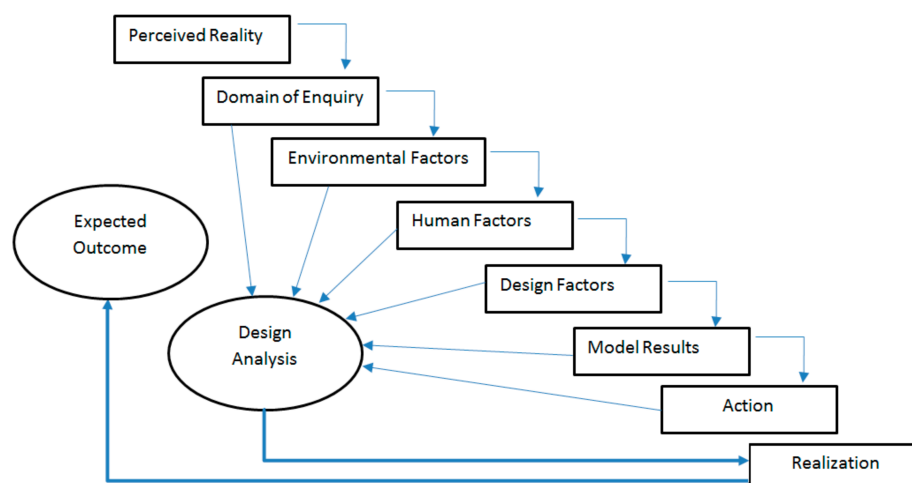 Perceived Reality
Domain of Enquiry
Environmental Factors
Human Factors
Expected
Outcome
Design Factors
Design
Analysis
Model Results
Action
Realization